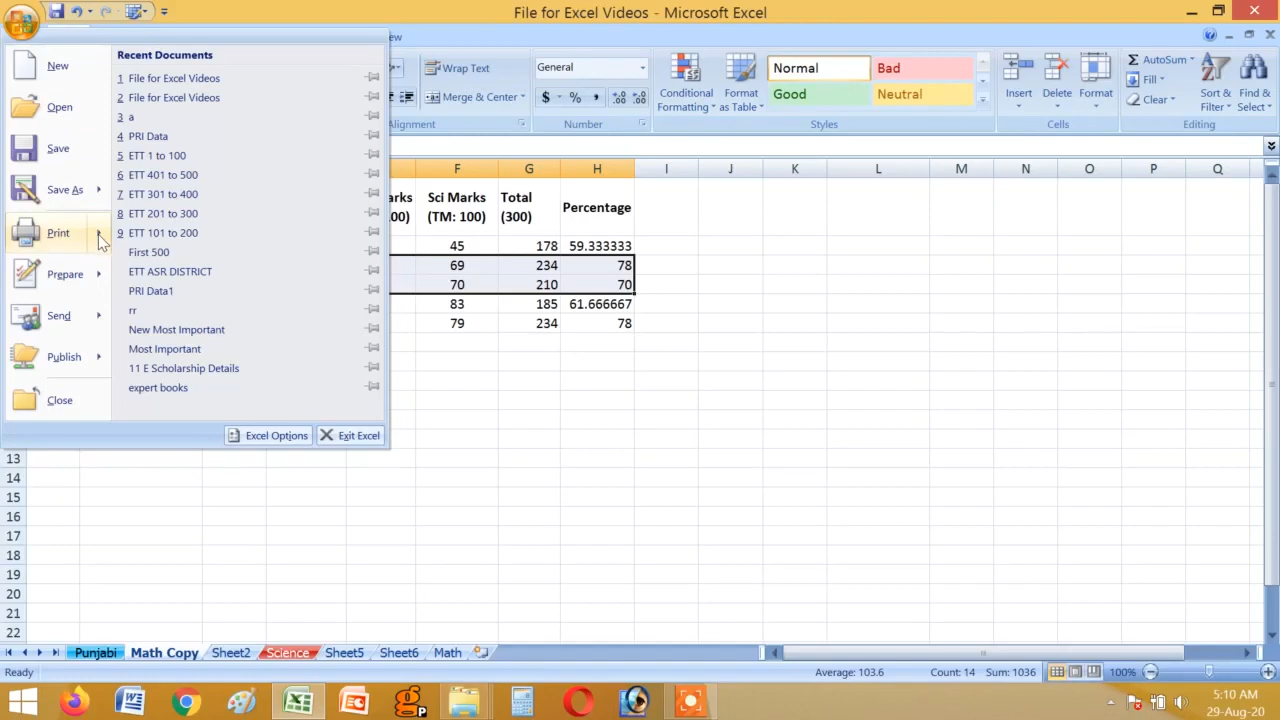 File for Excel Videos - Microsoft Excel
New
Open
Save
Save As
Print
Prepare
Send
Publish
Close
Recent Documents
1 File for Excel Videos
2 File for Excel Videos
3 a
4 PRI Data
5 ETT 1 to 100
6 ETT 401 to 500
7 ETT 301 to 400
8 ETT 201 to 300
9 ETT 101 to 200
First 500
ETT ASR DISTRICT
PRI Data1
rr
New Most Important
Most Important
11 E Scholarship Details
expert books
Excel Options
Exit Excel
ew
Wrap Text
Merge & Center
lignment
General
$ % ,
Number
Conditional
Formatting
Format
as Table
Normal
Bad
Good
Neutral
Styles
Insert
Delete
Format
Cells
AutoSum
Fill
Clear
Sort &
Filter
Find &
Select
Editing
F G H I J K L M N O P Q
arks
00)
Sci Marks
(TM: 100)
Total
(300)
Percentage
45 178 59.333333
69 234 78
70 210 70
83 185 61.666667
79 234 78
13
14
15
16
17
18
19
20
21
22
Punjabi Math Copy Sheet2 Science Sheet5 Sheet6 Math
Ready
Average: 103.6 Count: 14 Sum: 1036
100%
5:10 AM
29-Aug-20